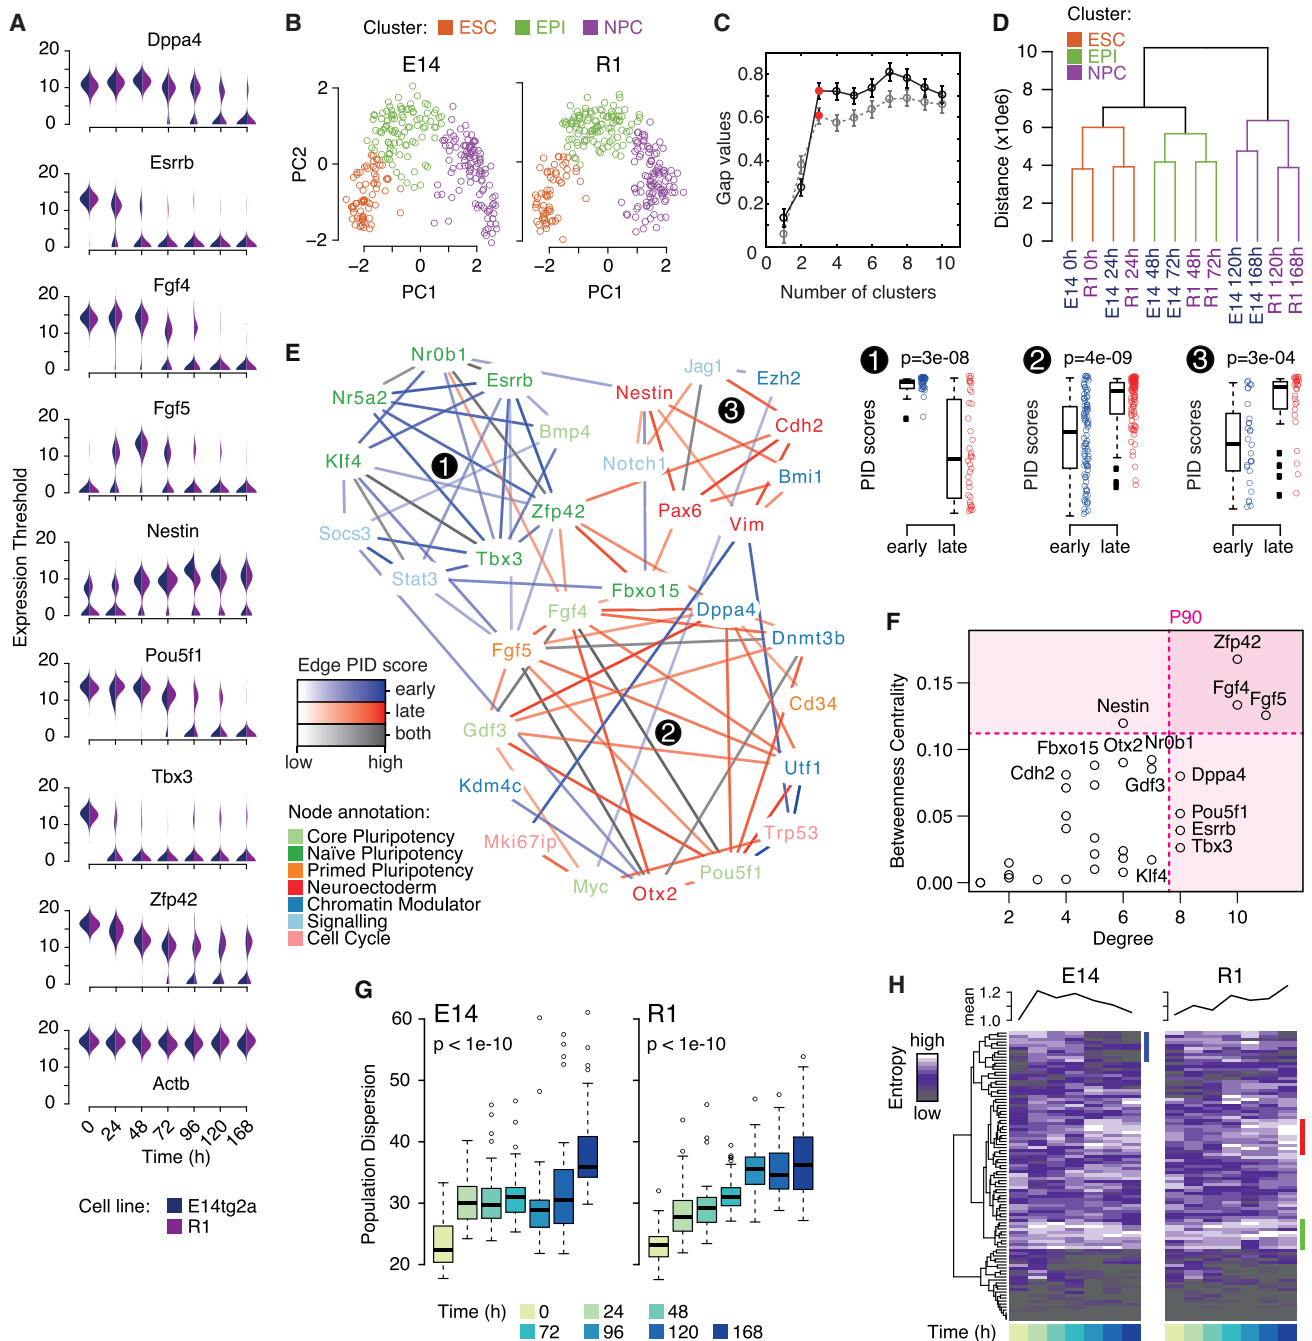 A
Expression Threshold
Dppa4
20
10
0
Esrrb
20
10
0
Fgf4
20
10
0
Fgf5
20
10
0
Nestin
20
10
0
Pou5f1
20
10
0
Tbx3
20
10
0
Zfp42
20
10
0
20
10
0
Actb
0 24 48 72 96 120 168
Time (h)
Cell line: E14tg2a
R1
B
Cluster: ESC EPI NPC
E14 R1
PC2
2
0
−2
−2 0 2
−2 0 2
PC1 PC1
C
Gap values
0.8
0.6
0.4
0.2
0
0 2 4 6 8 10
Number of clusters
D
Cluster:
ESC
EPI
NPC
Distance (x10e6)
10
8
6
4
2
0
E14 0h
R1 0h
E14 24h
R1 24h
E14 48h
E14 72h
R1 48h
R1 72h
E14 120h
E14 168h
R1 120h
R1 168h
E
Nr0b1
Jag1
Ezh2
Esrrb
Nr5a2
Nestin
Bmp4
Cdh2
3
Klf4
1
Notch1
Bmi1
Zfp42
Pax6
Vim
Socs3
Tbx3
Stat3
Fbxo15
Fgf4
Dppa4
Dnmt3b
Fgf5
Cd34
Gdf3
2
Utf1
Kdm4c
Trp53
Mki67ip
Pou5f1
Myc
Otx2
Edge PID score
early
late
both
low high
Node annotation:
Core Pluripotency
Naïve Pluripotency
Primed Pluripotency
Neuroectoderm
Chromatin Modulator
Signalling
Cell Cycle
1 p=3e-08
PID scores
early late
2 p=4e-09
PID scores
early late
3 p=3e-04
PID scores
early late
F
P90
Betweenness Centrality
0.15
0.10
0.05
0.00
Zfp42
Fgf4
Fgf5
Nestin
Fbxo15 Otx2 Nr0b1
Cdh2
Gdf3
Dppa4
Pou5f1
Esrrb
Tbx3
Klf4
2 4 6 8 10
Degree
G
E14
p < 1e-10
R1
p < 1e-10
Population Dispersion
60
50
40
30
20
Time (h) 0 24 48
72 96 120 168
H
E14 R1
mean
1.2
1.0
Entropy
high
low
Time (h)